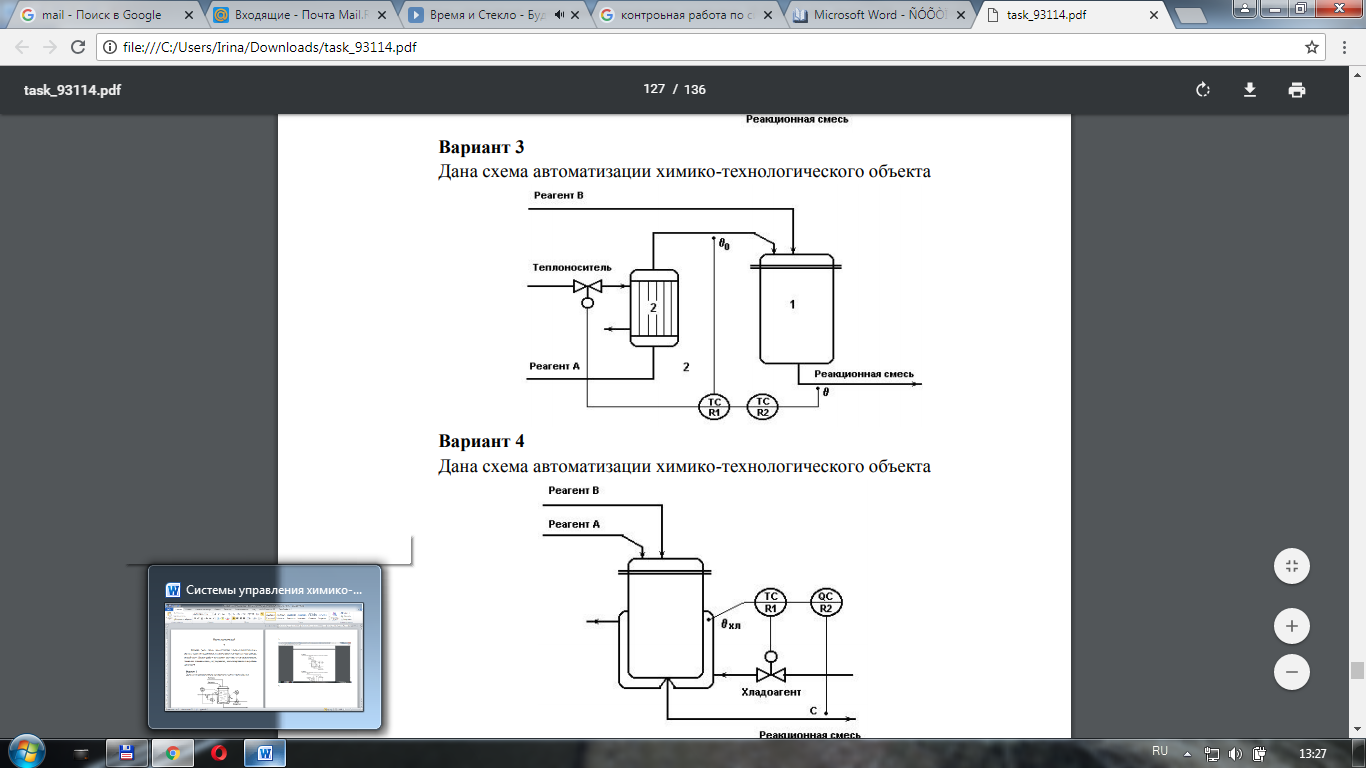 mail - Поиск в Google
Входящие - Почта Mail.R
Время и Стекло - Буд
контровьная работа по с
Microsoft Word - ÑÓÕÒ
task_93114.pdf
file:///C:/Users/Irina/Downloads/task_93114.pdf
task_93114.pdf
127 / 136
Реакционная смесь
Вариант 3
Дана схема автоматизации химико-технологического объекта
Реагент В
θ0
Теплоноситель
2
1
Реагент А
2
Реакционная смесь
θ
TC R1
TC R2
Вариант 4
Дана схема автоматизации химико-технологического объекта
Реагент В
Реагент А
TC R1
QC R2
θхл
Хладоагент
C
Реакционная смесь
Системы управления химико-...
RU
13:27